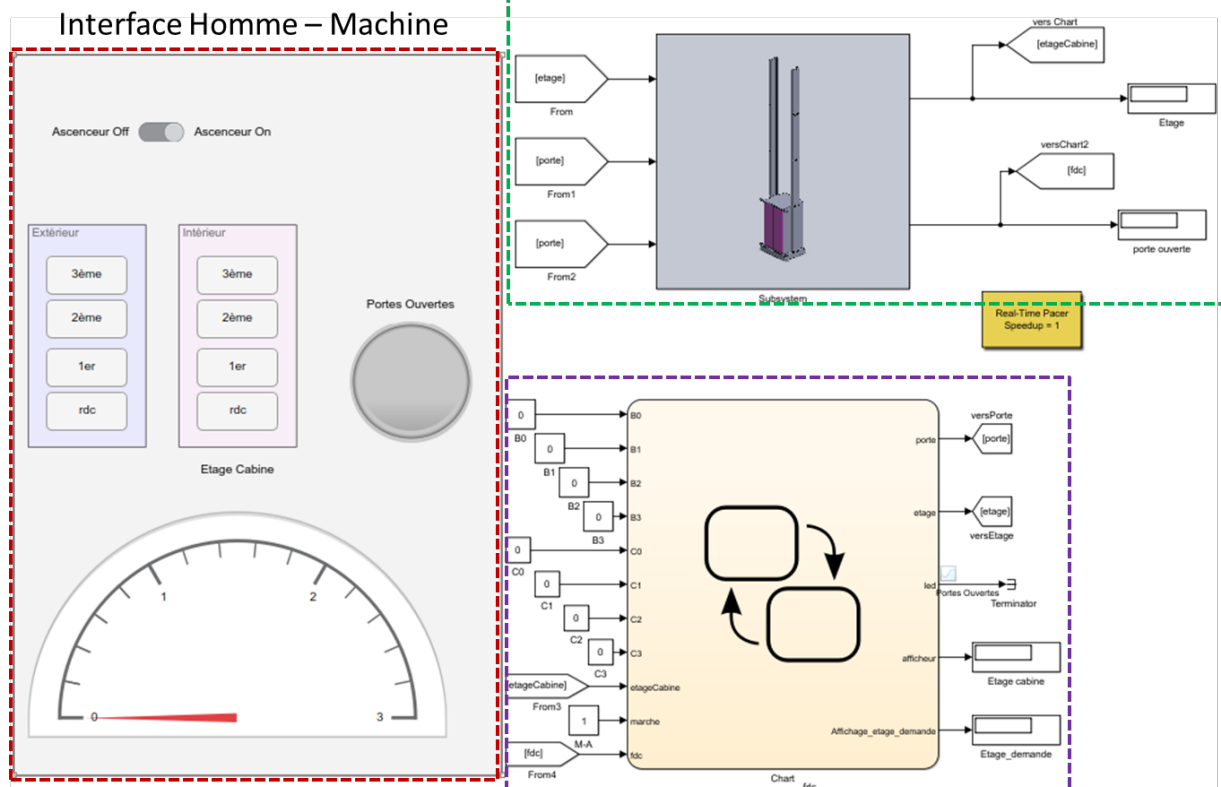 Interface Homme – Machine
Ascenceur Off
Ascenceur On
Extérieur
3ème
2ème
1er
rdc
Intérieur
3ème
2ème
1er
rdc
Portes Ouvertes
Etage Cabine
0
1
2
3
[etage]
From
[porte]
From1
[porte]
From2
Subsystem
vers Chart
[etageCabine]
Etage
versChart2
[fdc]
porte ouverte
Real-Time Pacer
Speedup = 1
0
B0
0
B1
0
B2
0
B3
0
C0
0
C1
0
C2
0
C3
etageCabine]
From3
1
M-A
[fdc]
From4
B0
B1
B2
B3
C0
C1
C2
C3
etageCabine
marche
fdc
porte
etage
led
afficheur
Affichage_etage_demande
Chart
fdc
versPorte
[porte]
[etage]
versEtage
Portes Ouvertes
Terminator
Etage cabine
Etage_demande